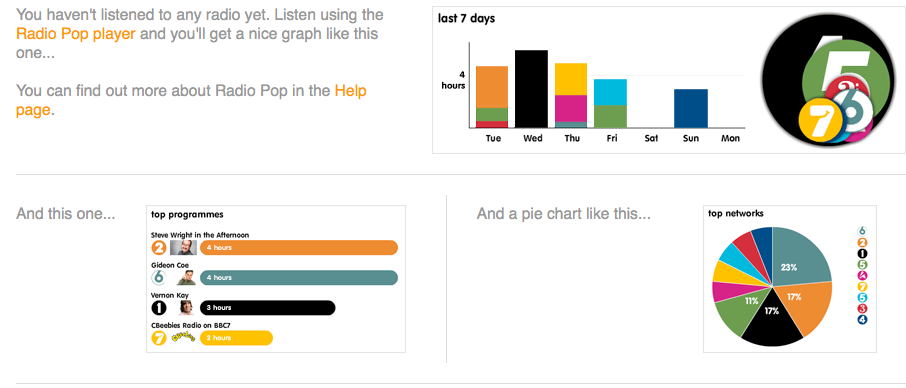 You haven't listened to any radio yet. Listen using the
Radio Pop player and you'll get a nice graph like this
one...
You can find out more about Radio Pop in the Help
page.
last 7 days
4
hours
Tue Wed Thu Fri Sat Sun Mon
5
2
6
7
And this one...
top programmes
Steve Wright in the Afternoon
2 4 hours
Gideon Coe
6 4 hours
Vernon Kay
1 3 hours
CBeebies Radio on BBC7
7 2 hours
And a pie chart like this...
top networks
23%
17%
17%
11%
6
2
1
5
7
5
3
4